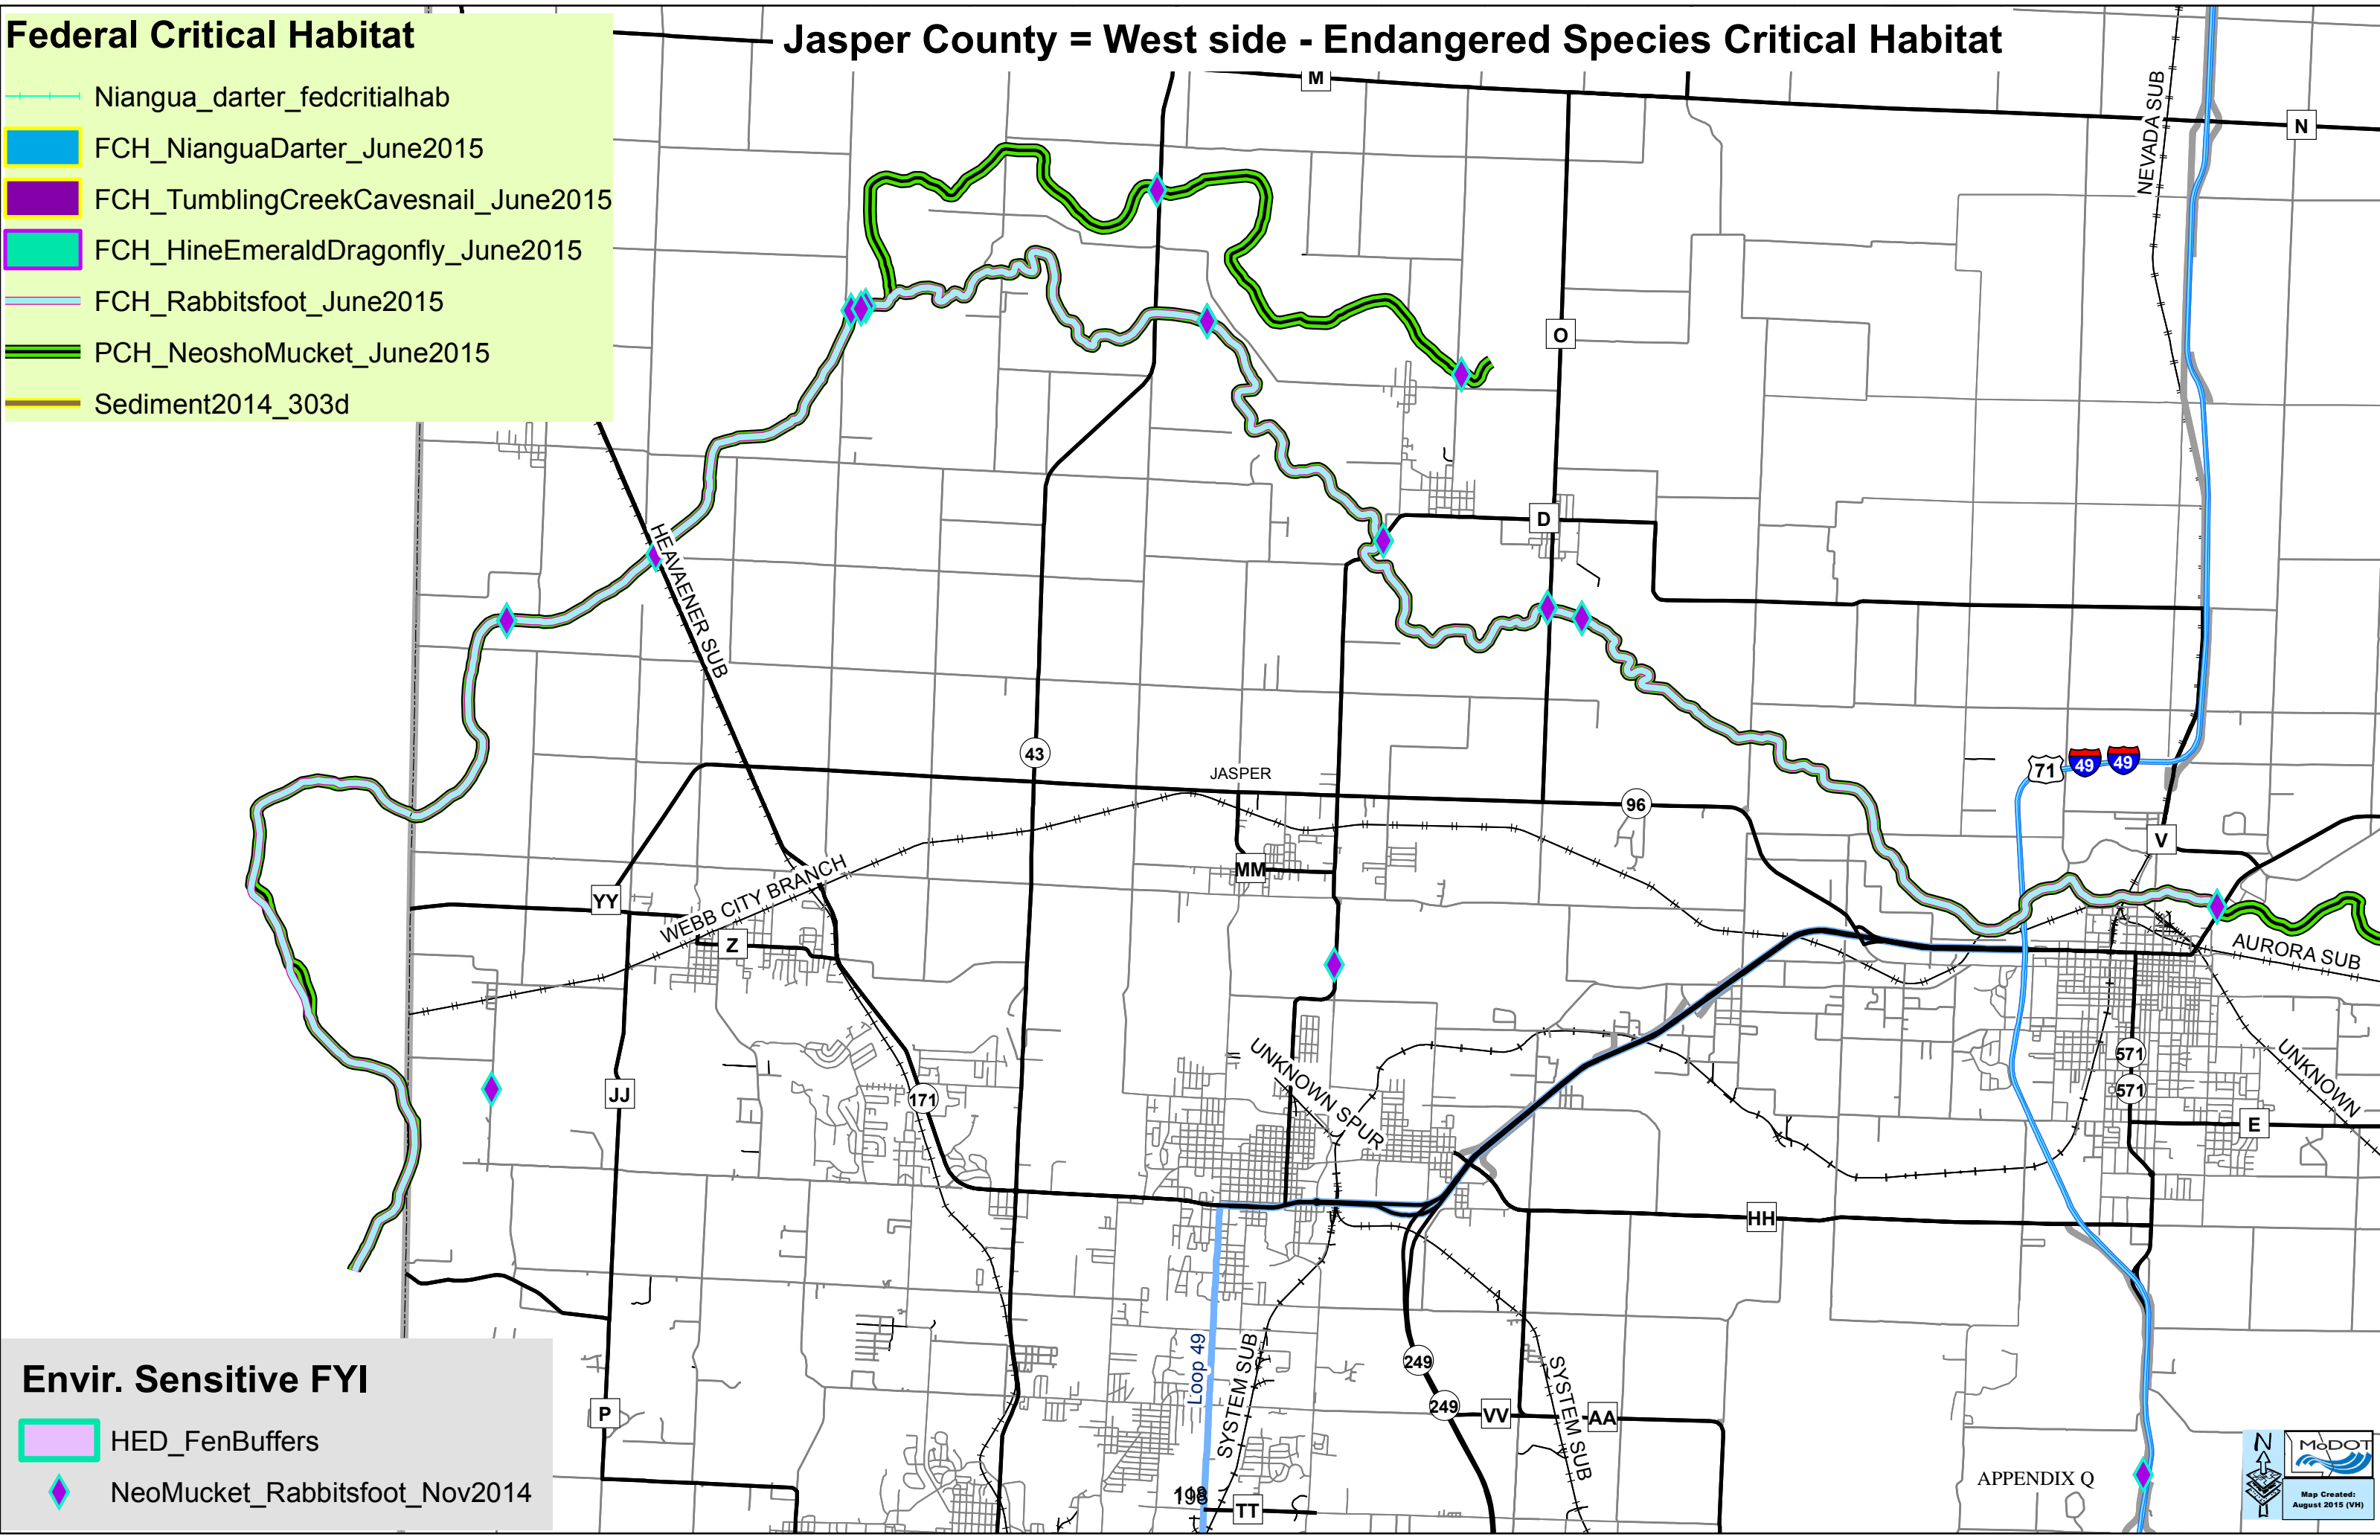 Federal Critical Habitat
Niangua_darter_fedcritialhab
FCH_NianguaDarter_June2015
FCH_TumblingCreekCavesnail_June2015
FCH_HineEmeraldDragonfly_June2015
FCH_Rabbitsfoot_June2015
PCH_NeoshoMucket_June2015
Sediment2014_303d
Jasper County = West side - Endangered Species Critical Habitat
M
N
NEVADA SUB
O
D
HEAVAENER SUB
43
JASPER
71
49
49
96
V
MM
YY
WEBB CITY BRANCH
Z
AURORA SUB
UNKNOWN SPUR
571
571
UNKNOWN
JJ
171
E
HH
Loop 49
SYSTEM SUB
SYSTEM SUB
249
249
VV
AA
P
TT
Envir. Sensitive FYI
HED_FenBuffers
NeoMucket_Rabbitsfoot_Nov2014
APPENDIX Q
N
MoDOT
Map Created:
August 2015 (VH)